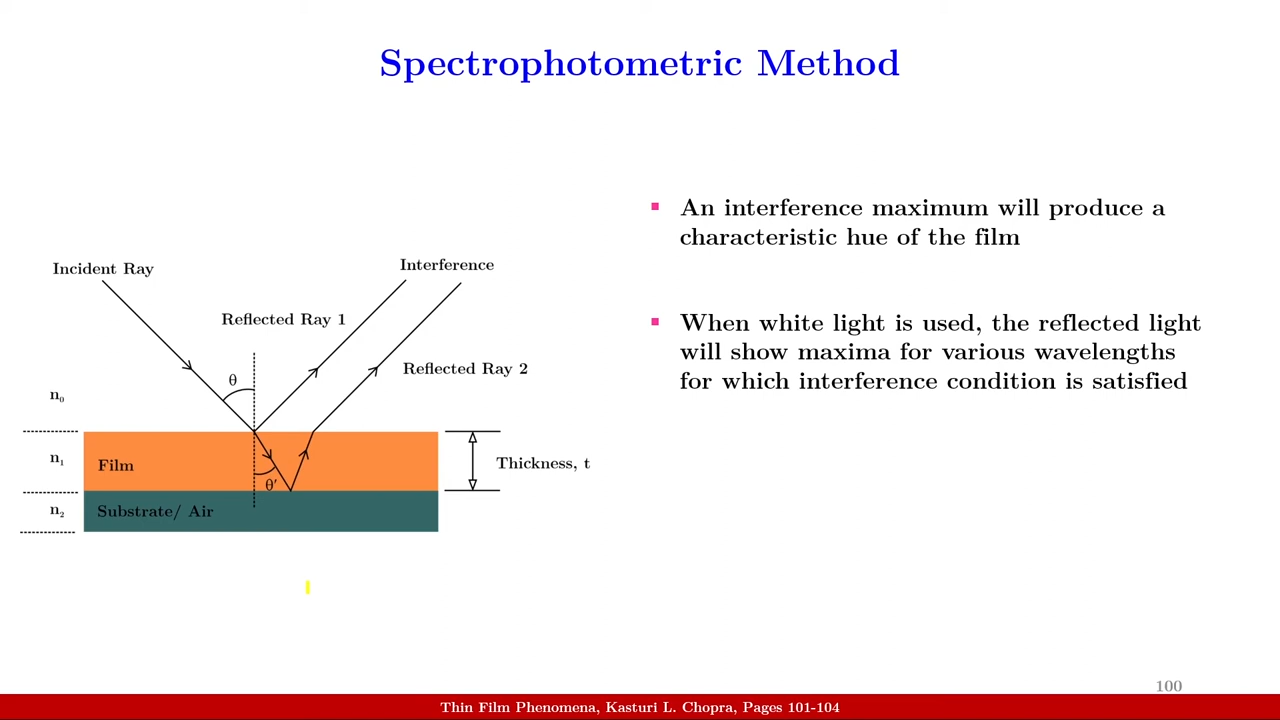 Spectrophotometric Method
▪ An interference maximum will produce a
characteristic hue of the film
▪ When white light is used, the reflected light
will show maxima for various wavelengths
for which interference condition is satisfied
Incident Ray
Interference
Reflected Ray 1
Reflected Ray 2
θ
n₀
n₁
Film
θ′
Thickness, t
n₂
Substrate/ Air
100
Thin Film Phenomena, Kasturi L. Chopra, Pages 101-104